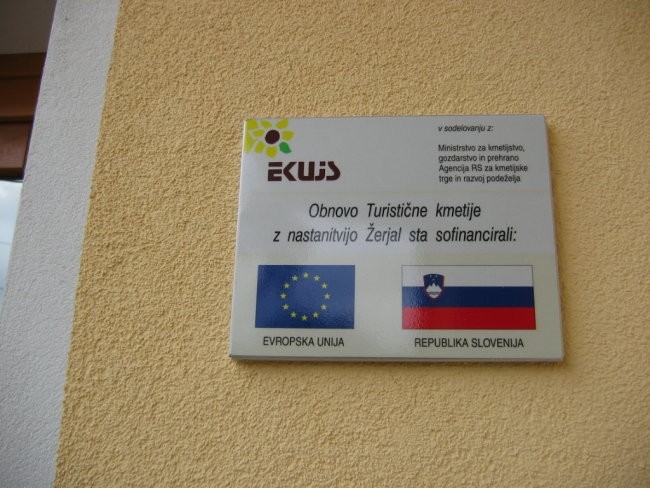 EKUJS
v sodelovanju z:
Ministrstvo za kmetijstvo,
gozdarstvo in prehrano
Agencija RS za kmetijske
trge in razvoj podeželja
Obnovo Turistične kmetije
z nastanitvijo Žerjal sta sofinancirali:
EVROPSKA UNIJA
REPUBLIKA SLOVENIJA